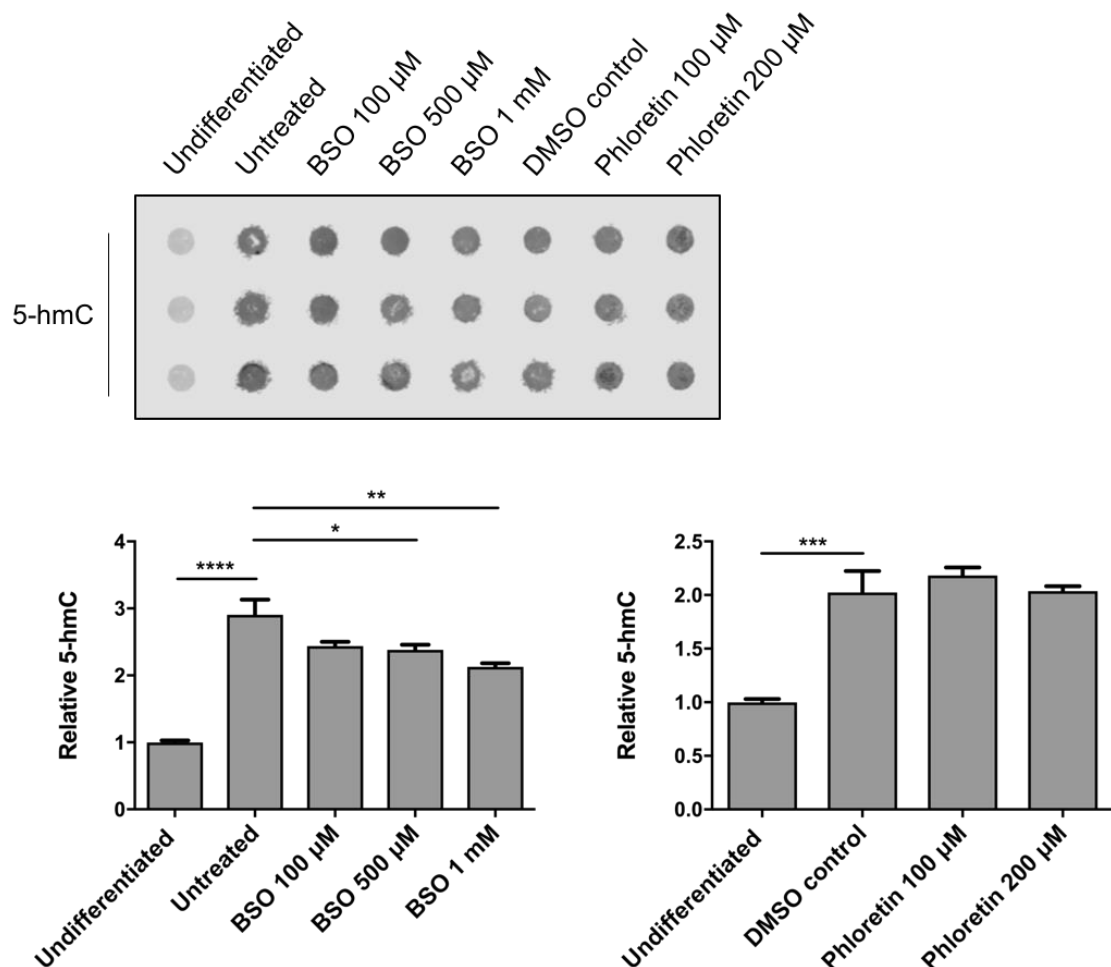 Undifferentiated
Untreated
BSO 100 µM
BSO 500 µM
BSO 1 mM
DMSO control
Phloretin 100 µM
Phloretin 200 µM
5-hmC
**
*
****
4
3
2
1
0
Relative 5-hmC
Undifferentiated
Untreated
BSO 100 µM
BSO 500 µM
BSO 1 mM
***
2.5
2.0
1.5
1.0
0.5
0.0
Relative 5-hmC
Undifferentiated
DMSO control
Phloretin 100 µM
Phloretin 200 µM